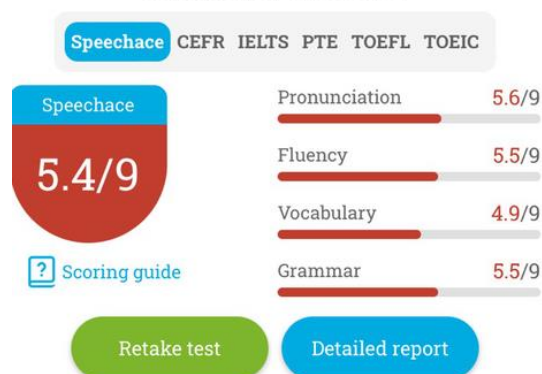 Speechace CEFR IELTS PTE TOEFL TOEIC
Speechace
5.4/9
? Scoring guide
Pronunciation 5.6/9
Fluency 5.5/9
Vocabulary 4.9/9
Grammar 5.5/9
Retake test
Detailed report